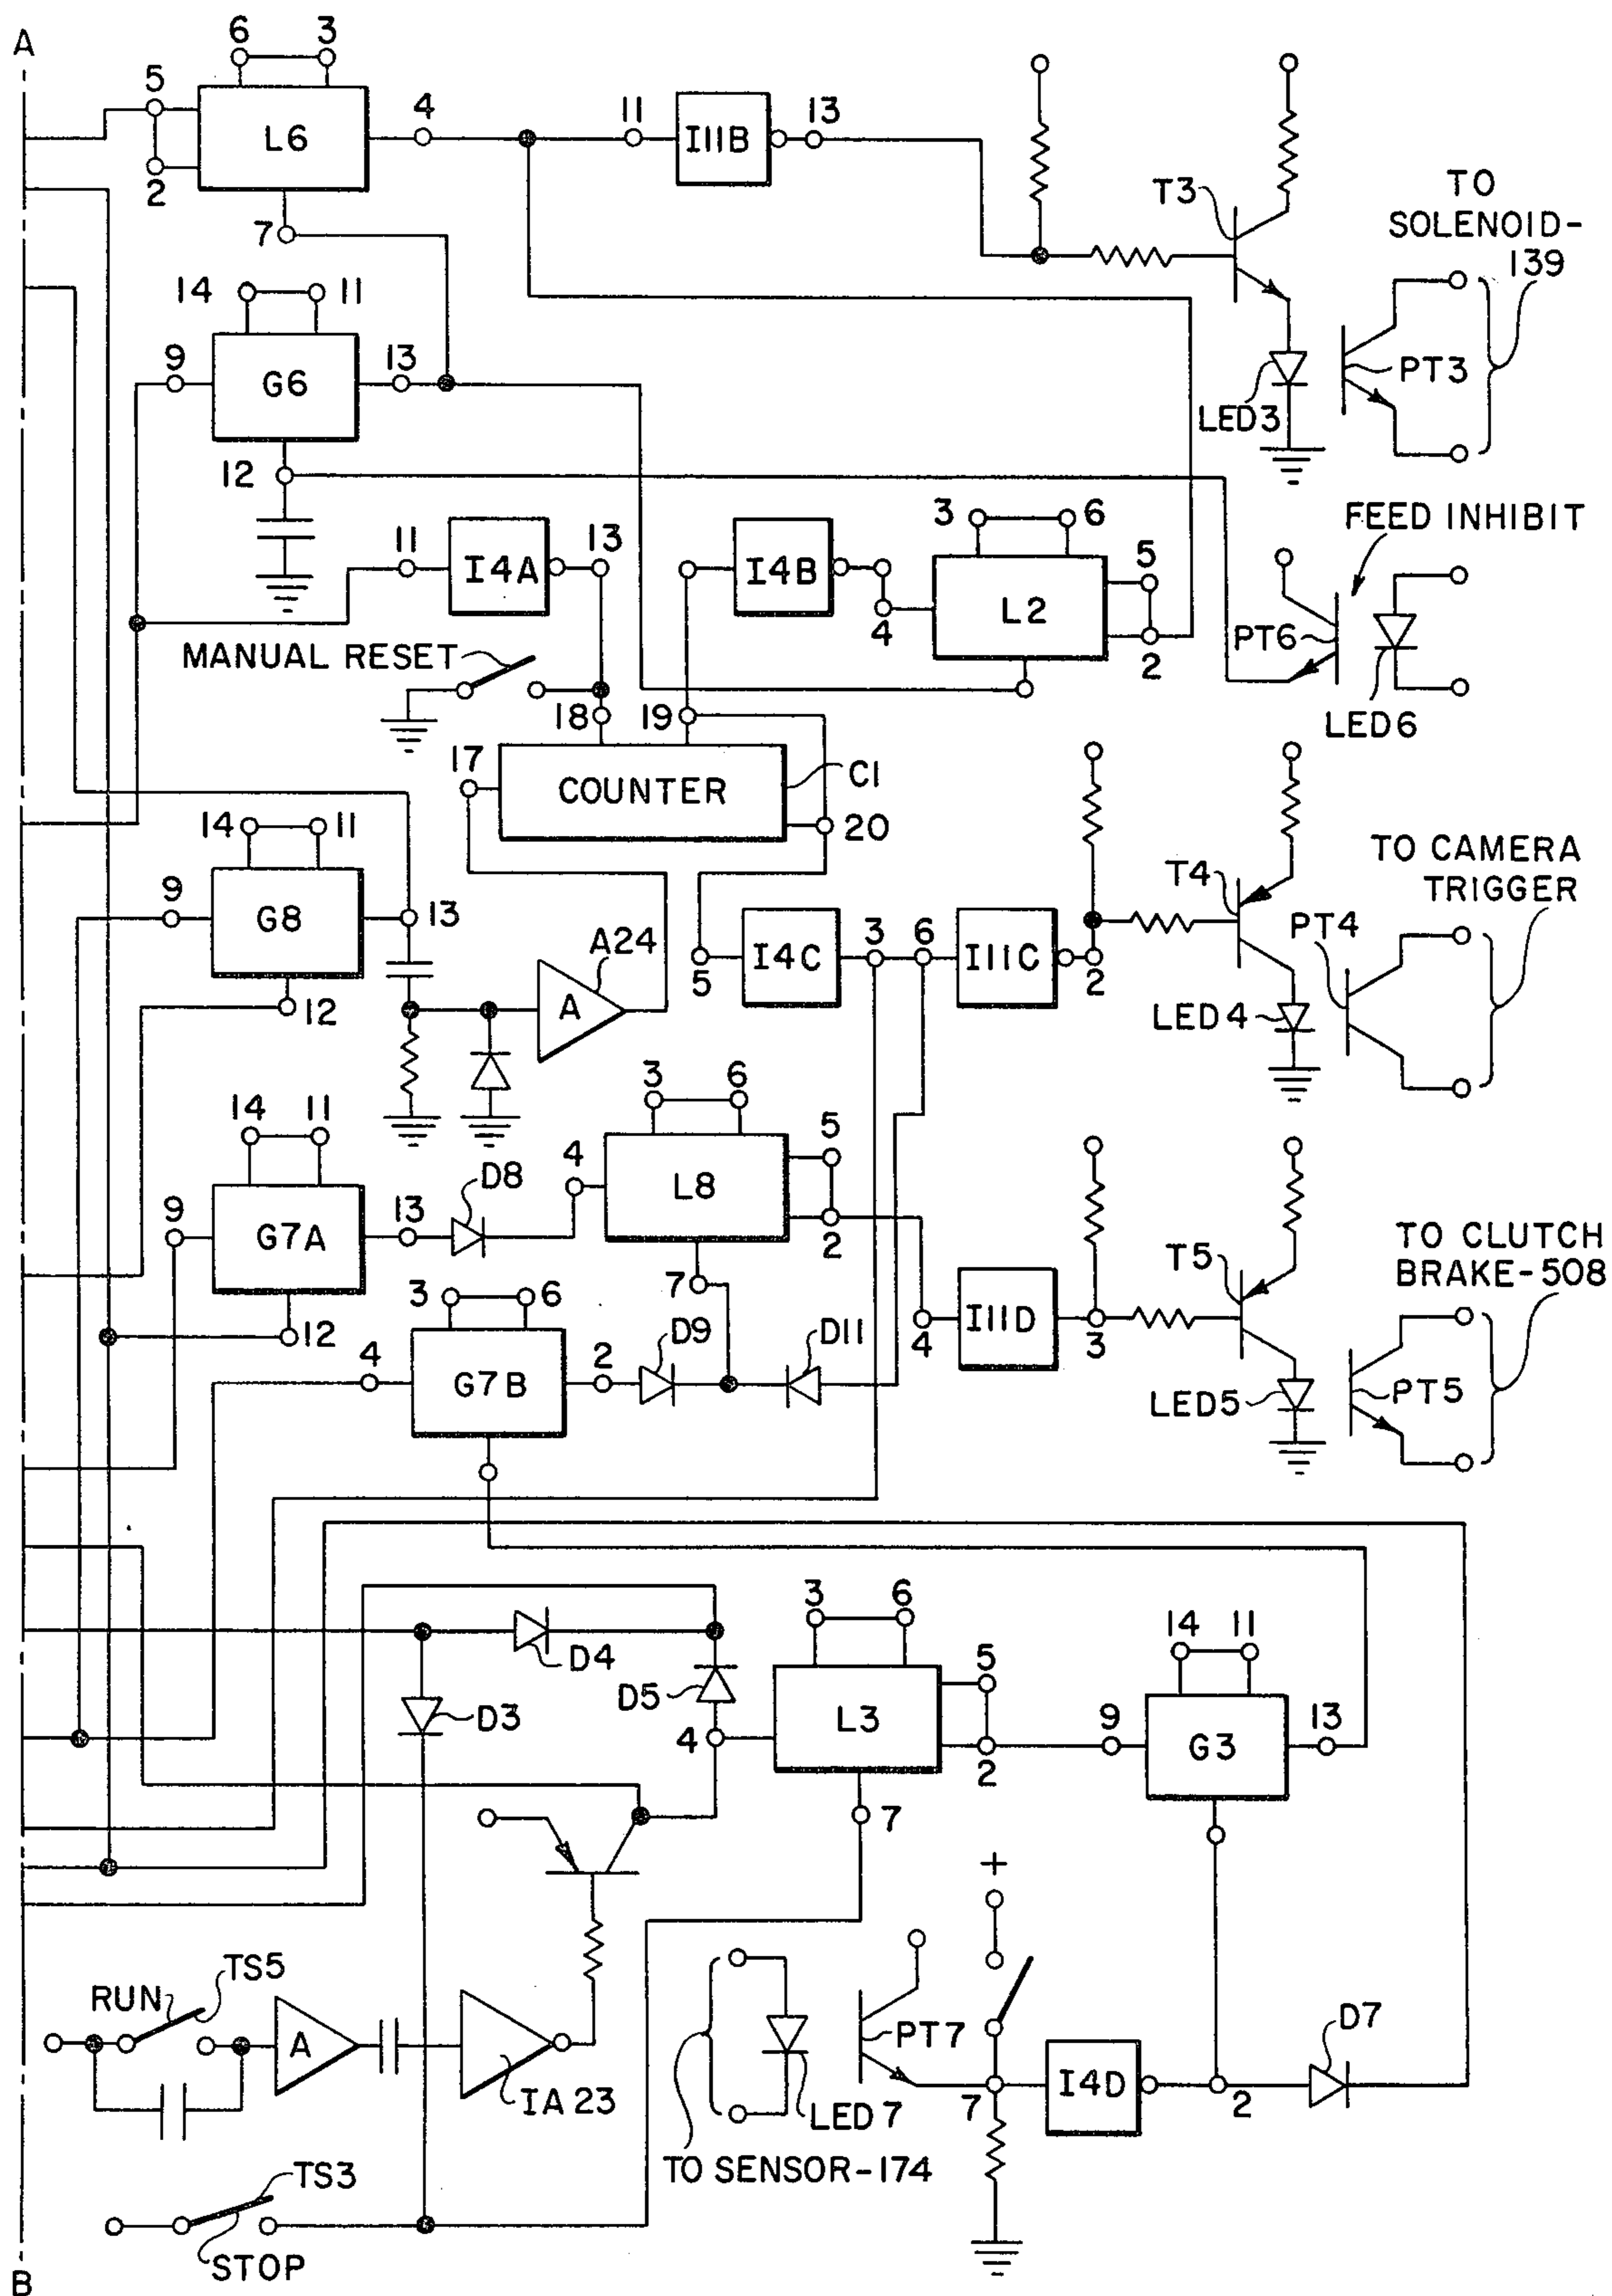 A
6 3
5
4
11
13
L6
I11B
2
7
T3
TO
SOLENOID-
139
14 11
9
G6
13
PT3
LED3
12
3 6
FEED INHIBIT
11
I4A
13
I4B
4
L2
5
2
PT6
MANUAL RESET
18
19
LED6
17
COUNTER
C1
20
14 11
9
G8
13
T4
TO CAMERA
TRIGGER
A24
PT4
12
A
5
I4C
3 6
I11C
2
LED4
3 6
14 11
4
L8
5
2
D8
9
G7A
13
T5
TO CLUTCH
BRAKE-508
7
12
3 6
4
G7B
2
D9
D11
4
I11D
3
LED5
PT5
3 6
14 11
D4
5
D3
D5
4
L3
2
9
G3
13
7
+
RUN
TS5
A
IA 23
PT7
D7
LED 7
7
I4D
2
TO SENSOR-174
TS3
STOP
B